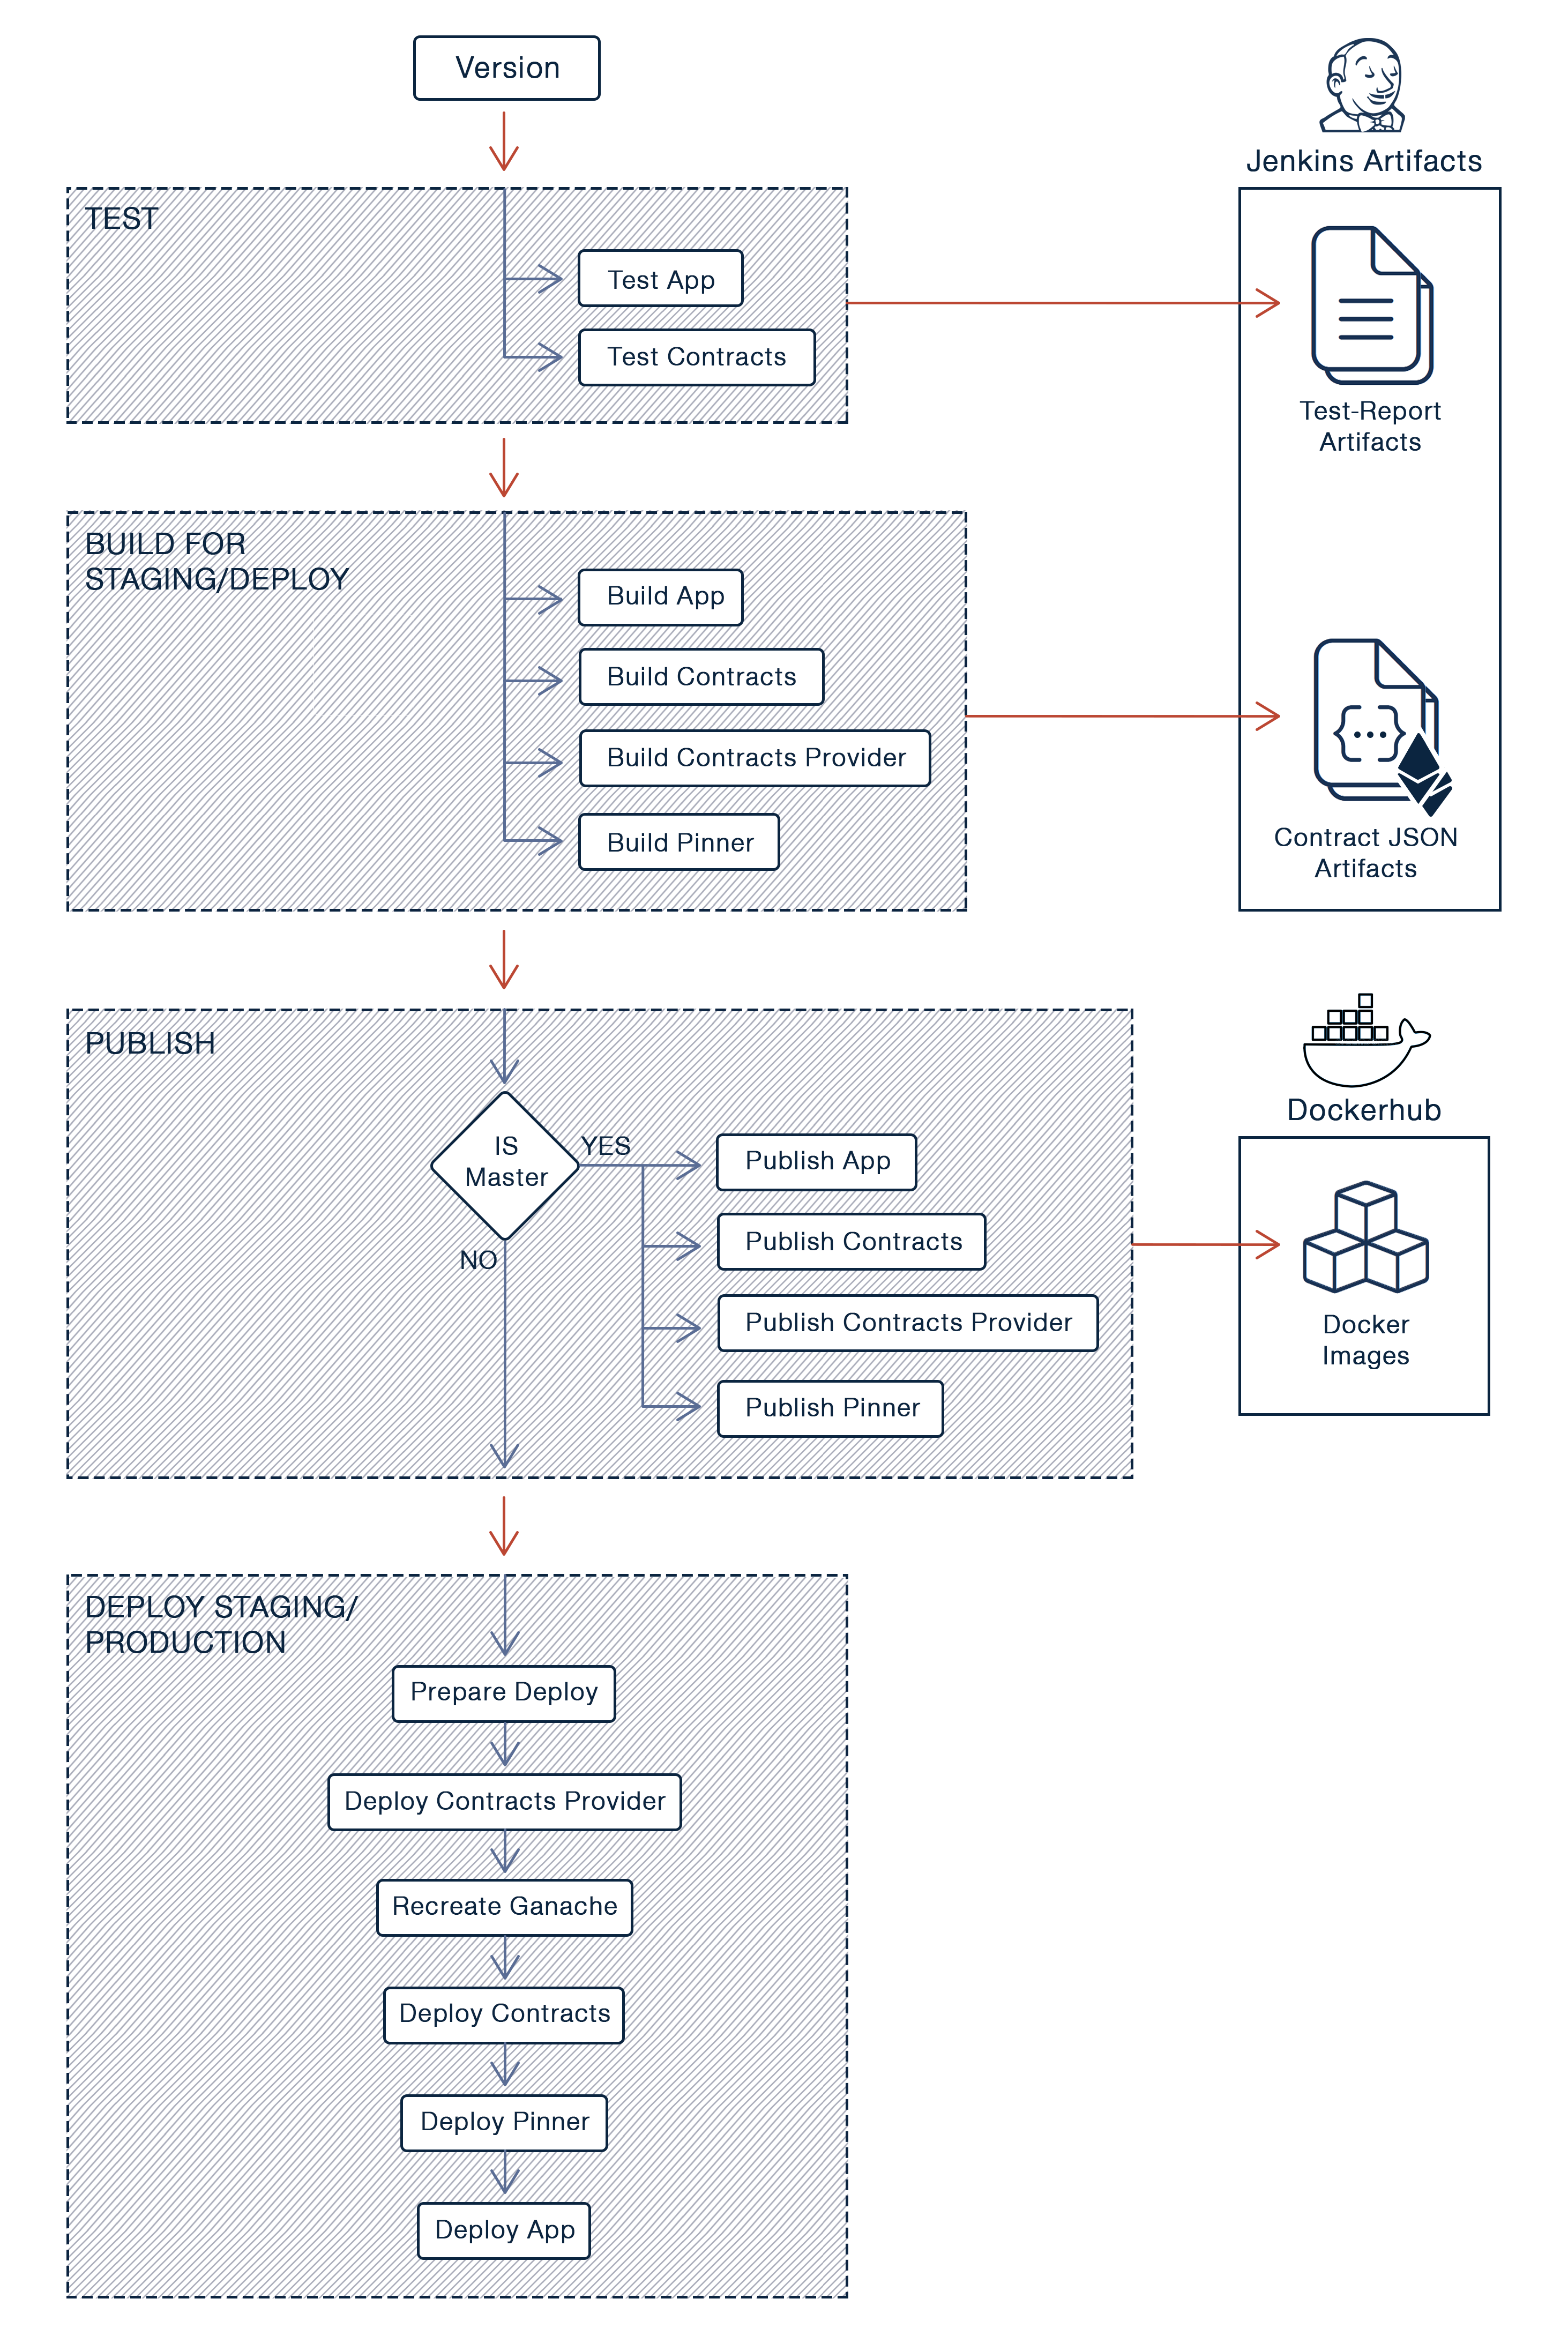 Version
Jenkins Artifacts
TEST
Test App
Test Contracts
Test-Report
Artifacts
BUILD FOR
STAGING/DEPLOY
Build App
Build Contracts
Build Contracts Provider
Build Pinner
{...}
Contract JSON
Artifacts
PUBLISH
Dockerhub
IS
Master
YES
NO
Publish App
Publish Contracts
Publish Contracts Provider
Publish Pinner
Docker
Images
DEPLOY STAGING/
PRODUCTION
Prepare Deploy
Deploy Contracts Provider
Recreate Ganache
Deploy Contracts
Deploy Pinner
Deploy App